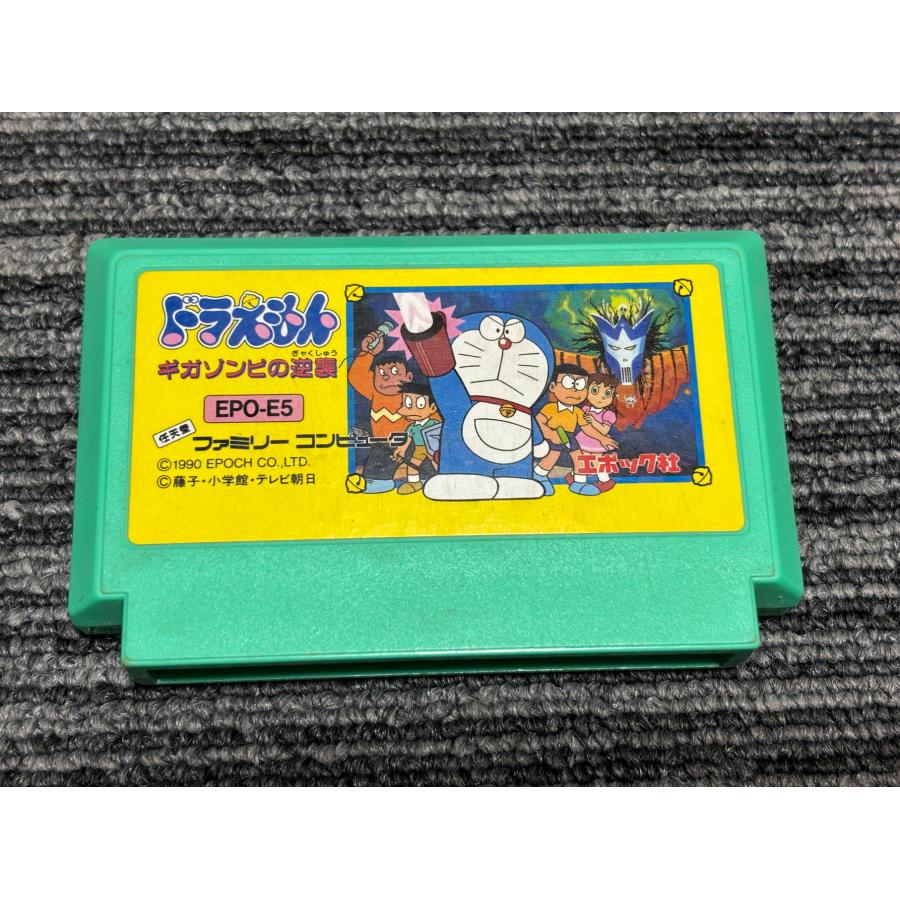 ドラえもん
ぎゃくしゅう
ギガゾンビの逆襲
EPO-E5
任天堂 ファミリー コンピュータ
©1990 EPOCH CO.,LTD.
©藤子・小学館・テレビ朝日
エポック社